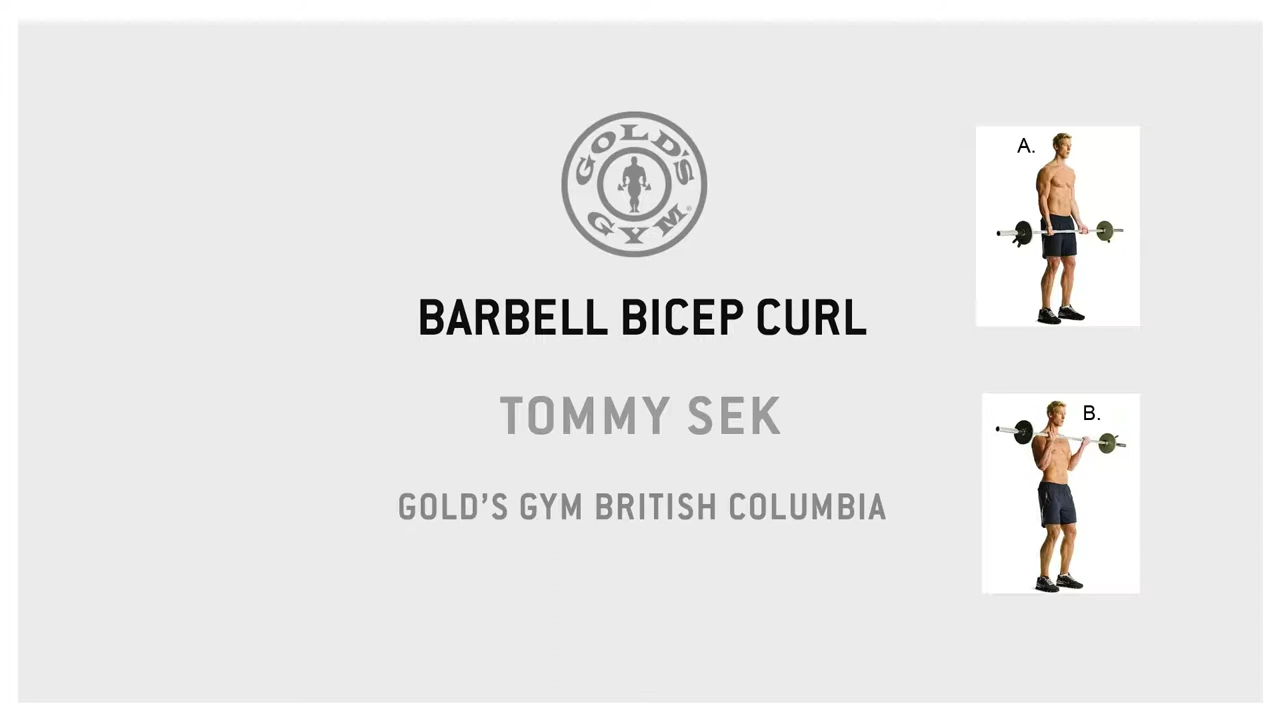 GOLD'S
GYM
BARBELL BICEP CURL
TOMMY SEK
GOLD'S GYM BRITISH COLUMBIA
A.
B.